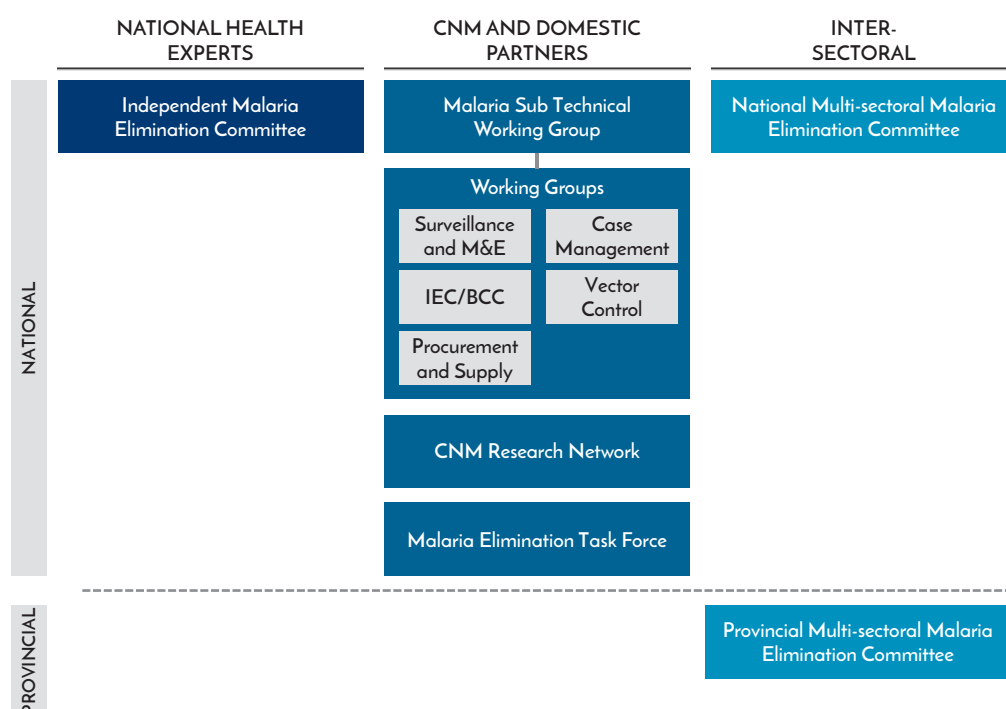 NATIONAL HEALTH
EXPERTS
CNM AND DOMESTIC
PARTNERS
INTER-
SECTORAL
NATIONAL
Independent Malaria
Elimination Committee
Malaria Sub Technical
Working Group
National Multi-sectoral Malaria
Elimination Committee
Working Groups
Surveillance
and M&E
Case
Management
IEC/BCC
Vector
Control
Procurement
and Supply
CNM Research Network
Malaria Elimination Task Force
PROVINCIAL
Provincial Multi-sectoral Malaria
Elimination Committee